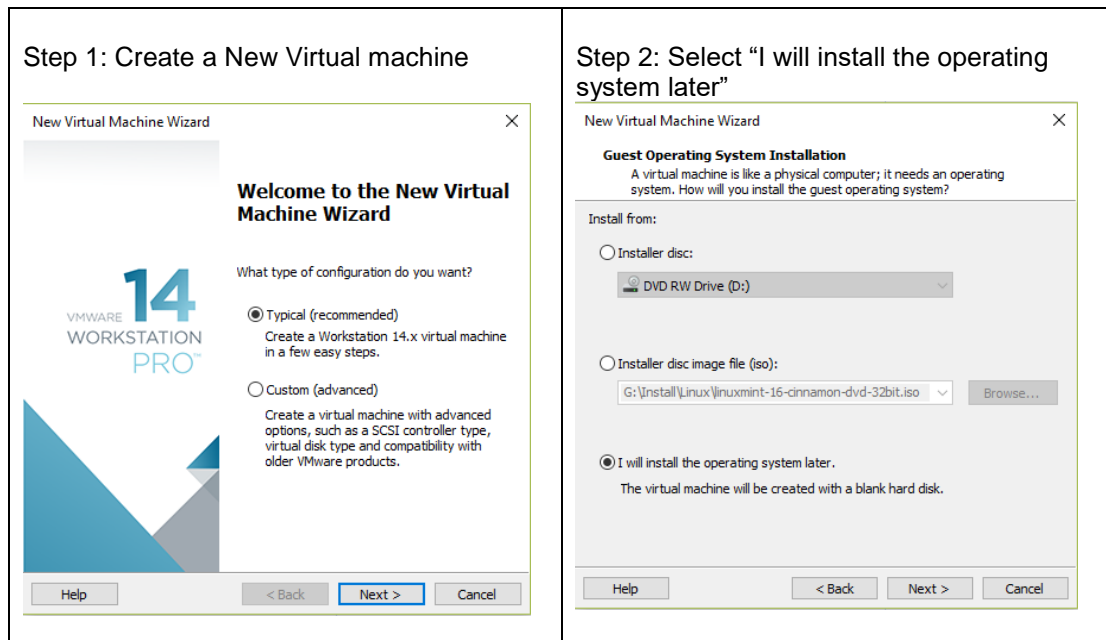 Step 1: Create a New Virtual machine
New Virtual Machine Wizard
Welcome to the New Virtual
Machine Wizard
What type of configuration do you want?
Typical (recommended)
Create a Workstation 14.x virtual machine
in a few easy steps.
Custom (advanced)
Create a virtual machine with advanced
options, such as a SCSI controller type,
virtual disk type and compatibility with
older VMware products.
14
VMWARE
WORKSTATION
PRO™
Help
< Back
Next >
Cancel
Step 2: Select “I will install the operating
system later”
New Virtual Machine Wizard
Guest Operating System Installation
A virtual machine is like a physical computer; it needs an operating
system. How will you install the guest operating system?
Install from:
Installer disc:
DVD RW Drive (D:)
Installer disc image file (iso):
G:\Install\Linux\linuxmint-16-cinnamon-dvd-32bit.iso
Browse...
I will install the operating system later.
The virtual machine will be created with a blank hard disk.
Help
< Back
Next >
Cancel